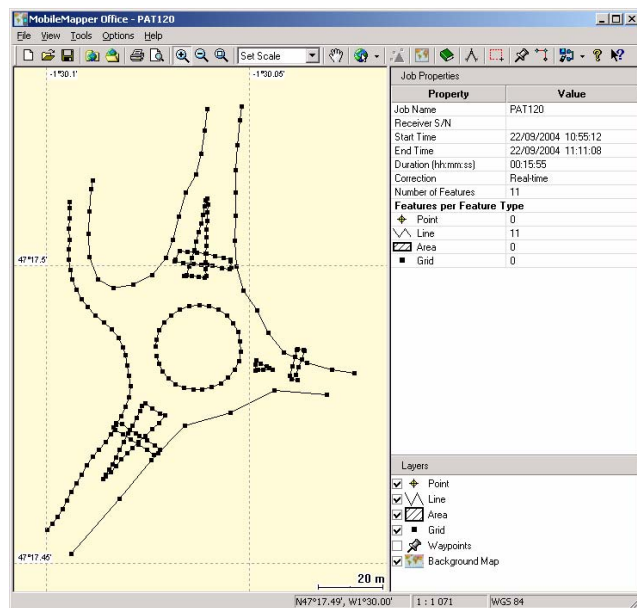 MobileMapper Office - PAT120
File View Tools Options Help
Set Scale
-1°30.1'
-1°30.05'
47°17.5'
47°17.45'
20 m
Job Properties
Property Value
Job Name PAT120
Receiver S/N
Start Time 22/09/2004 10:55:12
End Time 22/09/2004 11:11:08
Duration (hh:mm:ss) 00:15:55
Correction Real-time
Number of Features 11
Features per Feature Type
Point 0
Line 11
Area 0
Grid 0
Layers
Point
Line
Area
Grid
Waypoints
Background Map
N47°17.49', W1°30.00' 1 : 1 071 WGS 84